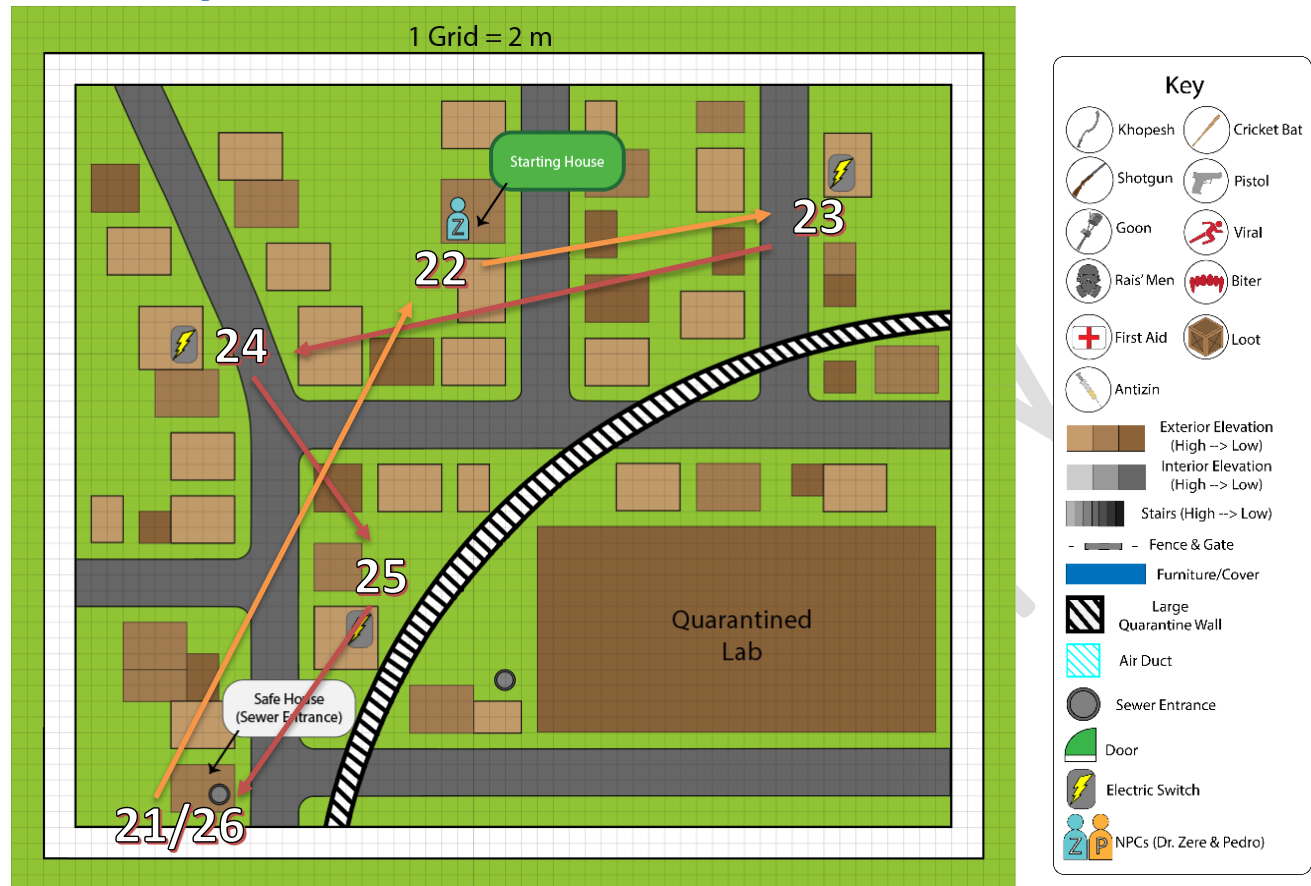 1 Grid = 2 m
Starting House
23
22
24
25
Quarantined
Lab
Safe House
(Sewer Entrance)
21/26
Key
Khopesh
Cricket Bat
Shotgun
Pistol
Goon
Viral
Rais' Men
Biter
First Aid
Loot
Antizin
Exterior Elevation
(High --> Low)
Interior Elevation
(High --> Low)
Stairs (High --> Low)
Fence & Gate
Furniture/Cover
Large
Quarantine Wall
Air Duct
Sewer Entrance
Door
Electric Switch
Z P NPCs (Dr. Zere & Pedro)
Z